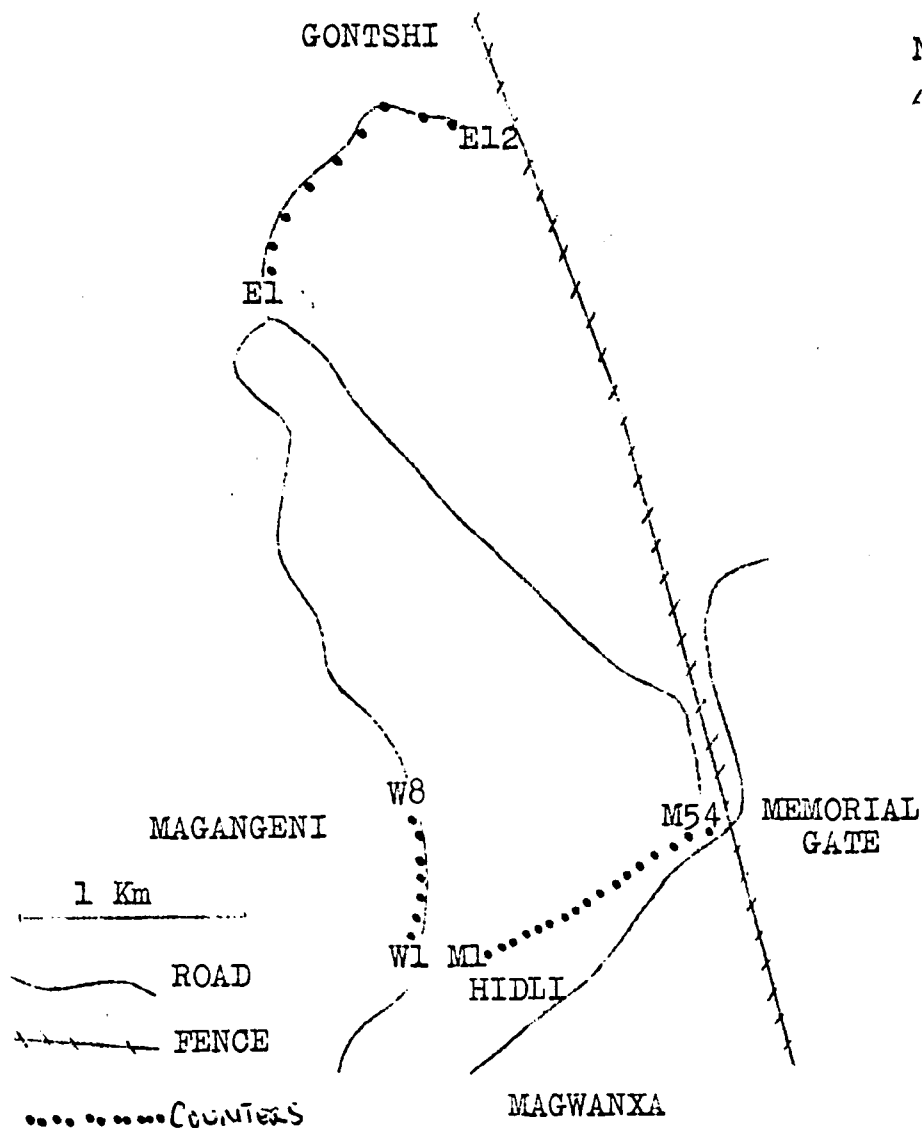 GONTSHI
N
E12
E1
W8
M54
MEMORIAL
GATE
MAGANGENI
1 Km
W1 M1
HIDLI
ROAD
FENCE
COUNTERS
MAGWANXA